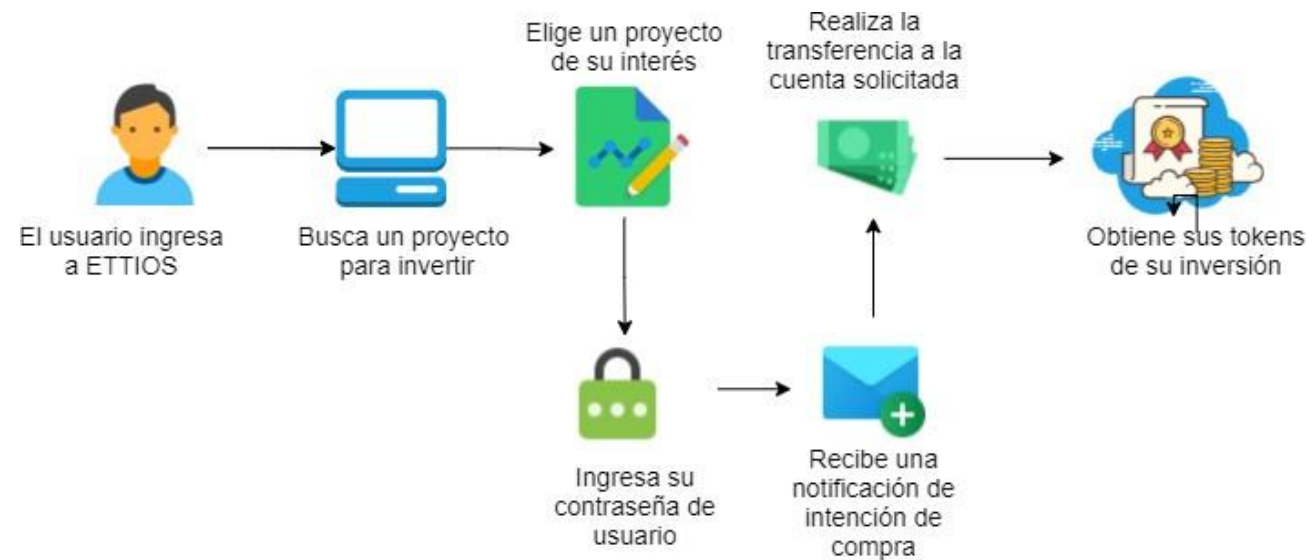 El usuario ingresa
a ETTIOS
Busca un proyecto
para invertir
Elige un proyecto
de su interés
Ingresa su
contraseña de
usuario
Recibe una
notificación de
intención de
compra
Realiza la
transferencia a la
cuenta solicitada
Obtiene sus tokens
de su inversión